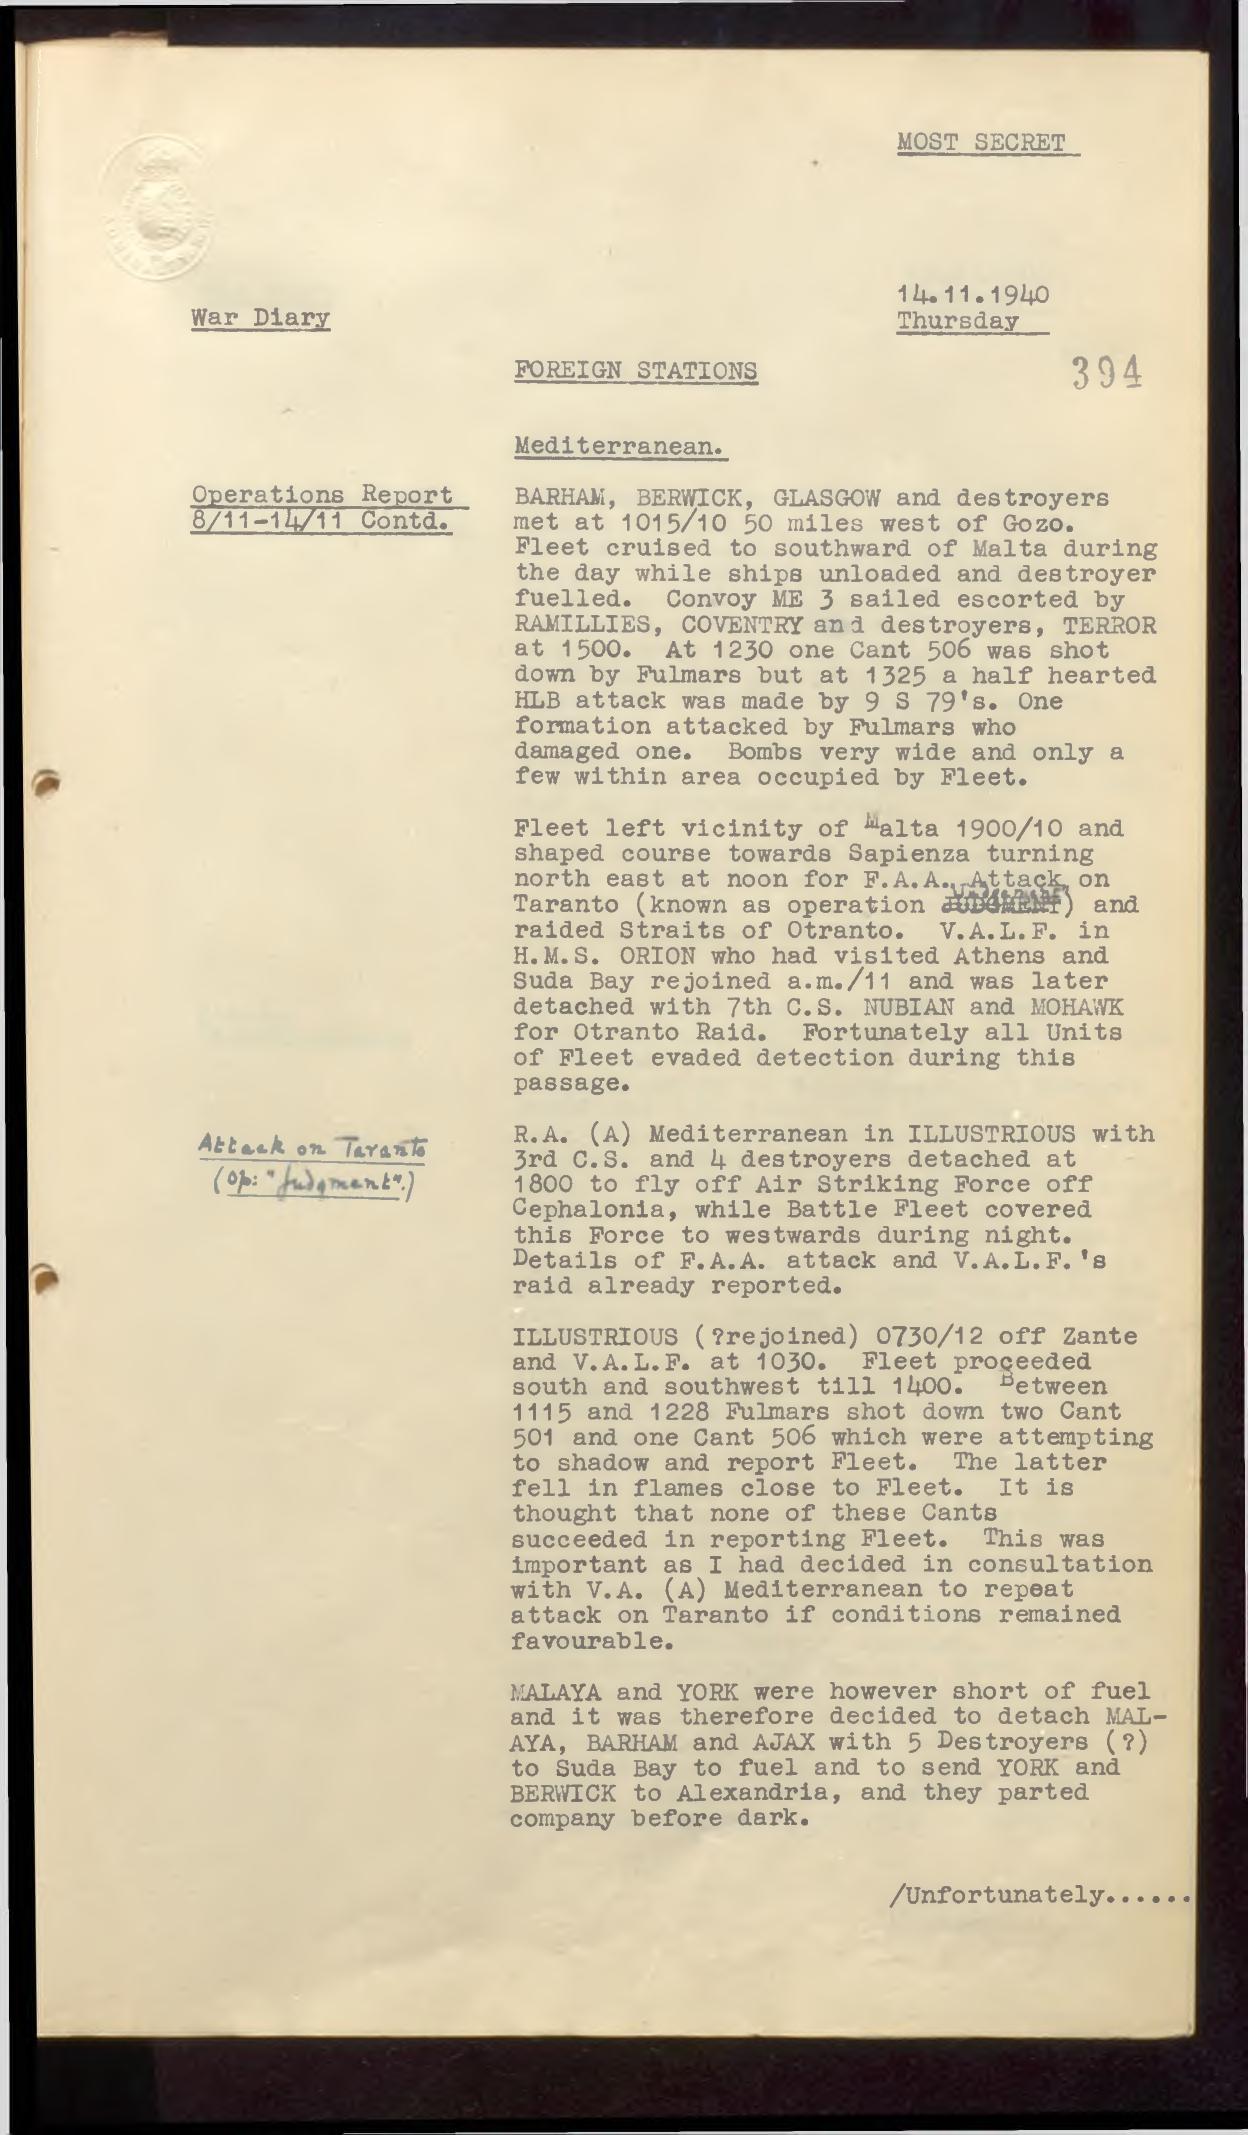 MOST SECRET
14.11.1940
War Diary
Thursday
FOREIGN STATIONS
394
Mediterranean.
Operations Report
8/11-14/11 Contd.
BARHAM, BERWICK, GLASGOW and destroyers
met at 1015/10 50 miles west of Gozo.
Fleet cruised to southward of Malta during
the day while ships unloaded and destroyer
fuelled. Convoy ME 3 sailed escorted by
RAMILLIES, COVENTRY and destroyers, TERROR
at 1500. At 1230 one Cant 506 was shot
down by Fulmars but at 1325 a half hearted
HLB attack was made by 9 S 79's. One
formation attacked by Fulmars who
damaged one. Bombs very wide and only a
few within area occupied by Fleet.
Fleet left vicinity of Malta 1900/10 and
shaped course towards Sapienza turning
north east at noon for F.A.A. Attack on
Taranto (known as operation JUDGMENT) and
raided Straits of Otranto. V.A.L.F. in
H.M.S. ORION who had visited Athens and
Suda Bay rejoined a.m./11 and was later
detached with 7th C.S. NUBIAN and MOHAWK
for Otranto Raid. Fortunately all Units
of Fleet evaded detection during this
passage.
Attack on Taranto
(Op: "Judgment".)
R.A. (A) Mediterranean in ILLUSTRIOUS with
3rd C.S. and 4 destroyers detached at
1800 to fly off Air Striking Force off
Cephalonia, while Battle Fleet covered
this Force to westwards during night.
Details of F.A.A. attack and V.A.L.F.'s
raid already reported.
ILLUSTRIOUS (?rejoined) 0730/12 off Zante
and V.A.L.F. at 1030. Fleet proceeded
south and southwest till 1400. Between
1115 and 1228 Fulmars shot down two Cant
501 and one Cant 506 which were attempting
to shadow and report Fleet. The latter
fell in flames close to Fleet. It is
thought that none of these Cants
succeeded in reporting Fleet. This was
important as I had decided in consultation
with V.A. (A) Mediterranean to repeat
attack on Taranto if conditions remained
favourable.
MALAYA and YORK were however short of fuel
and it was therefore decided to detach MAL-
AYA, BARHAM and AJAX with 5 Destroyers (?)
to Suda Bay to fuel and to send YORK and
BERWICK to Alexandria, and they parted
company before dark.
/Unfortunately......